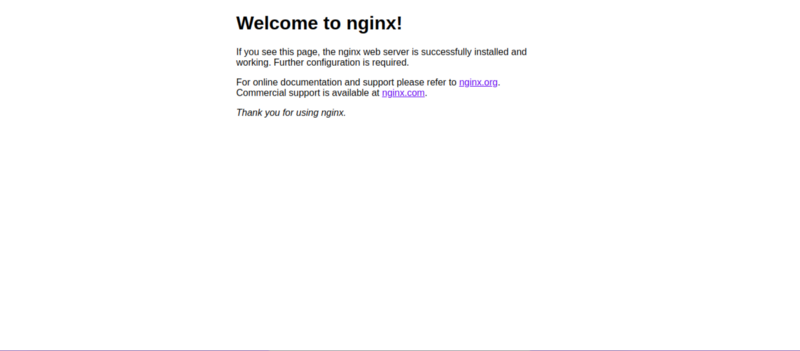 Welcome to nginx!
If you see this page, the nginx web server is successfully installed and
working. Further configuration is required.
For online documentation and support please refer to nginx.org.
Commercial support is available at nginx.com.
Thank you for using nginx.